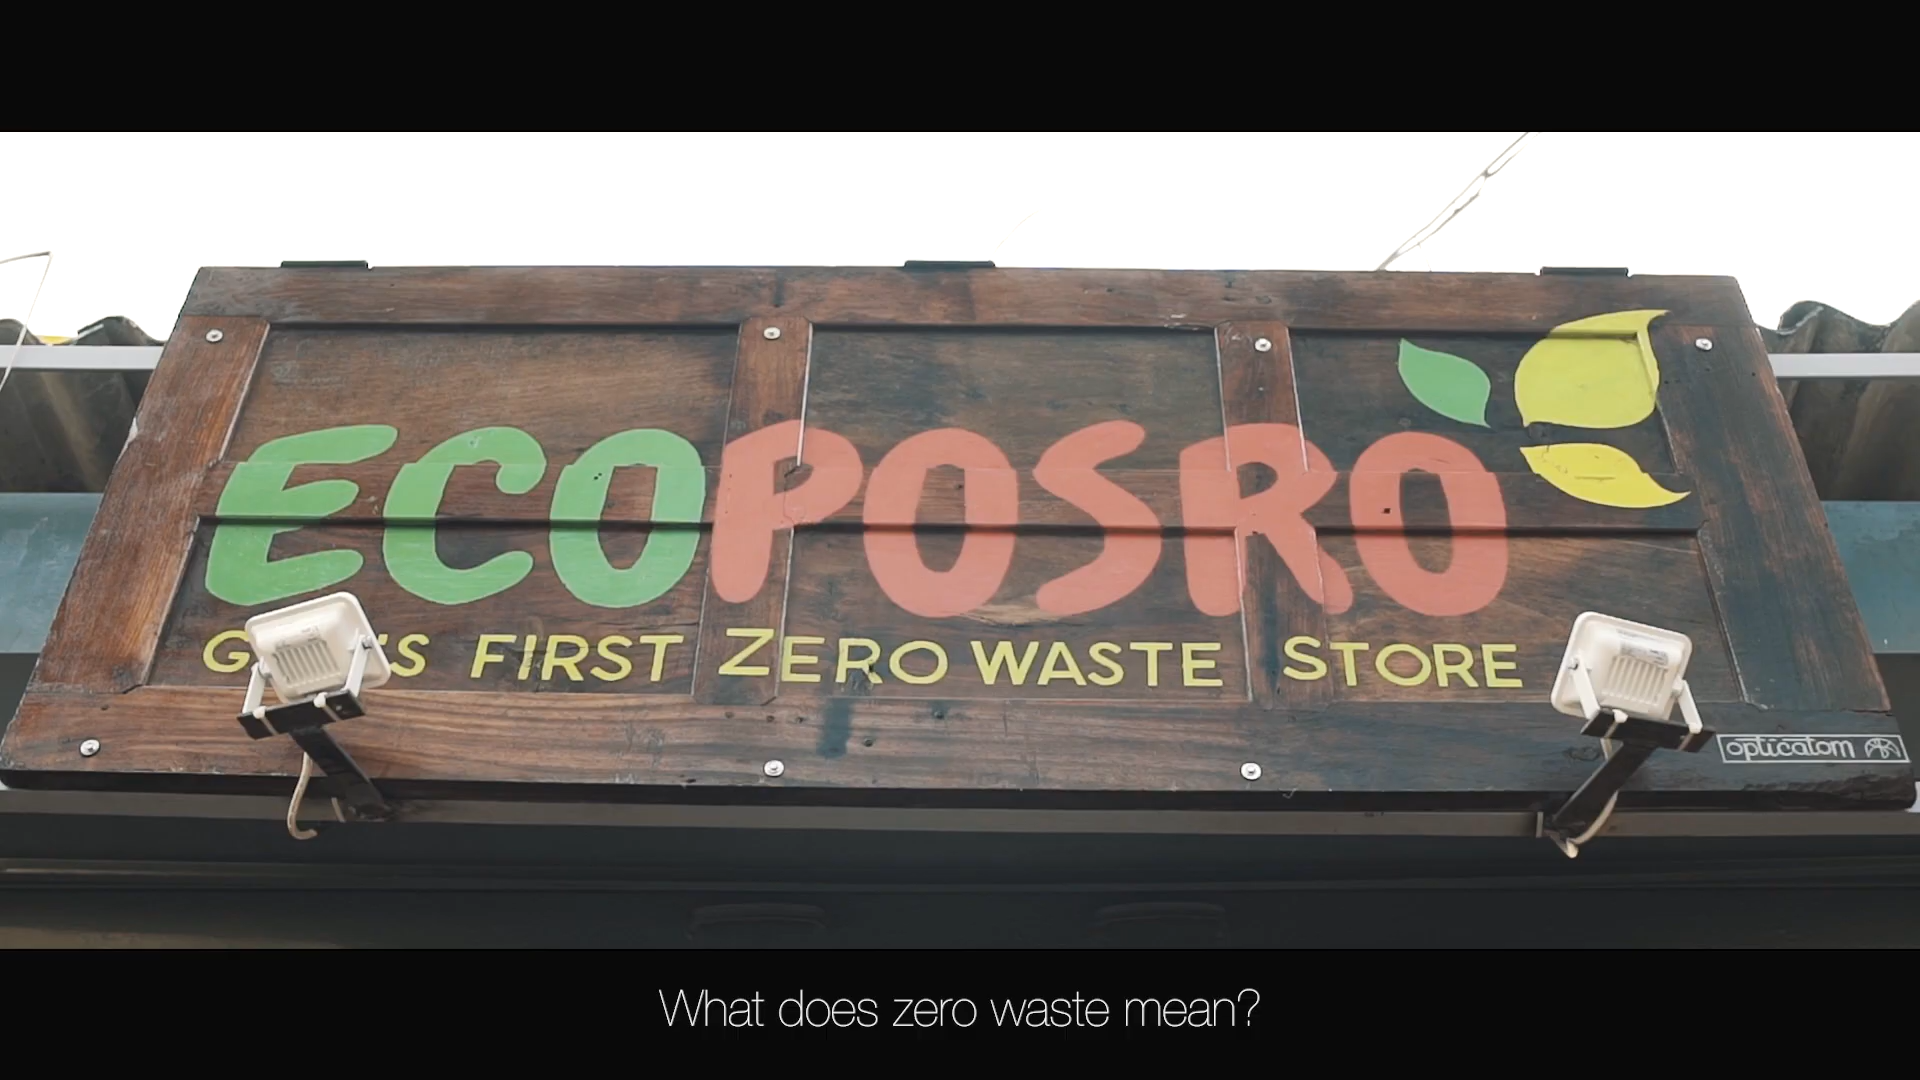 ECOPOSRO
FIRST ZERO WASTE STORE
opticatom
What does zero waste mean?